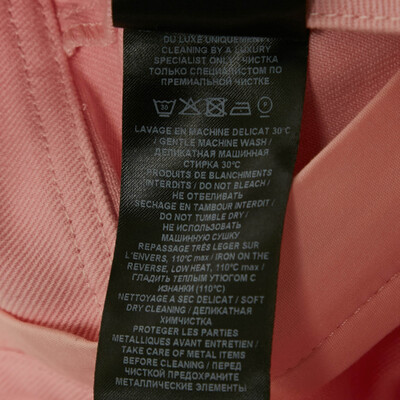 DU LUXE UNIQUEMENT /
CLEANING BY A LUXURY
SPECIALIST ONLY / ЧИСТКА
ТОЛЬКО СПЕЦИАЛИСТОМ ПО
ПРЕМИАЛЬНОЙ ЧИСТКЕ
30
LAVAGE EN MACHINE DELICAT 30°C
/ GENTLE MACHINE WASH /
ДЕЛИКАТНАЯ МАШИННАЯ
СТИРКА 30°C
PRODUITS DE BLANCHIMENTS
INTERDITS / DO NOT BLEACH /
НЕ ОТБЕЛИВАТЬ
SECHAGE EN TAMBOUR INTERDIT /
DO NOT TUMBLE DRY /
НЕ ИСПОЛЬЗОВАТЬ
МАШИННУЮ СУШКУ
REPASSAGE TRÈS LEGER SUR
L'ENVERS, 110°C max / IRON ON THE
REVERSE, LOW HEAT, 110°C max /
ГЛАДИТЬ ТЕПЛЫМ УТЮГОМ С
ИЗНАНКИ (110°C)
NETTOYAGE A SEC DELICAT / SOFT
DRY CLEANING / ДЕЛИКАТНАЯ
ХИМЧИСТКА
PROTEGER LES PARTIES
METALLIQUES AVANT ENTRETIEN /
TAKE CARE OF METAL ITEMS
BEFORE CLEANING / ПЕРЕД
ЧИСТКОЙ ПРЕДОХРАНИТЬ
МЕТАЛЛИЧЕСКИЕ ЭЛЕМЕНТЫ